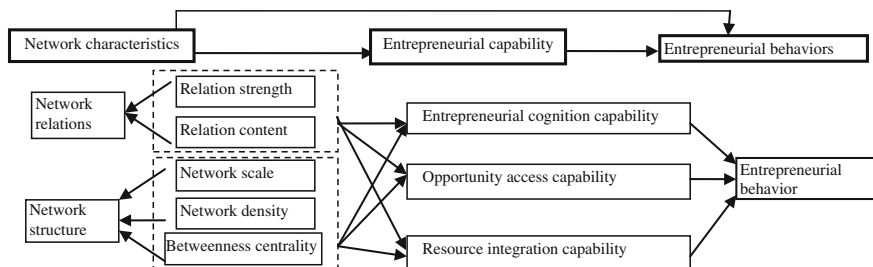 Network characteristics
Entrepreneurial capability
Entrepreneurial behaviors
Network
relations
Relation strength
Relation content
Network
structure
Network scale
Network density
Betweenness centrality
Entrepreneurial cognition capability
Opportunity access capability
Resource integration capability
Entrepreneurial
behavior